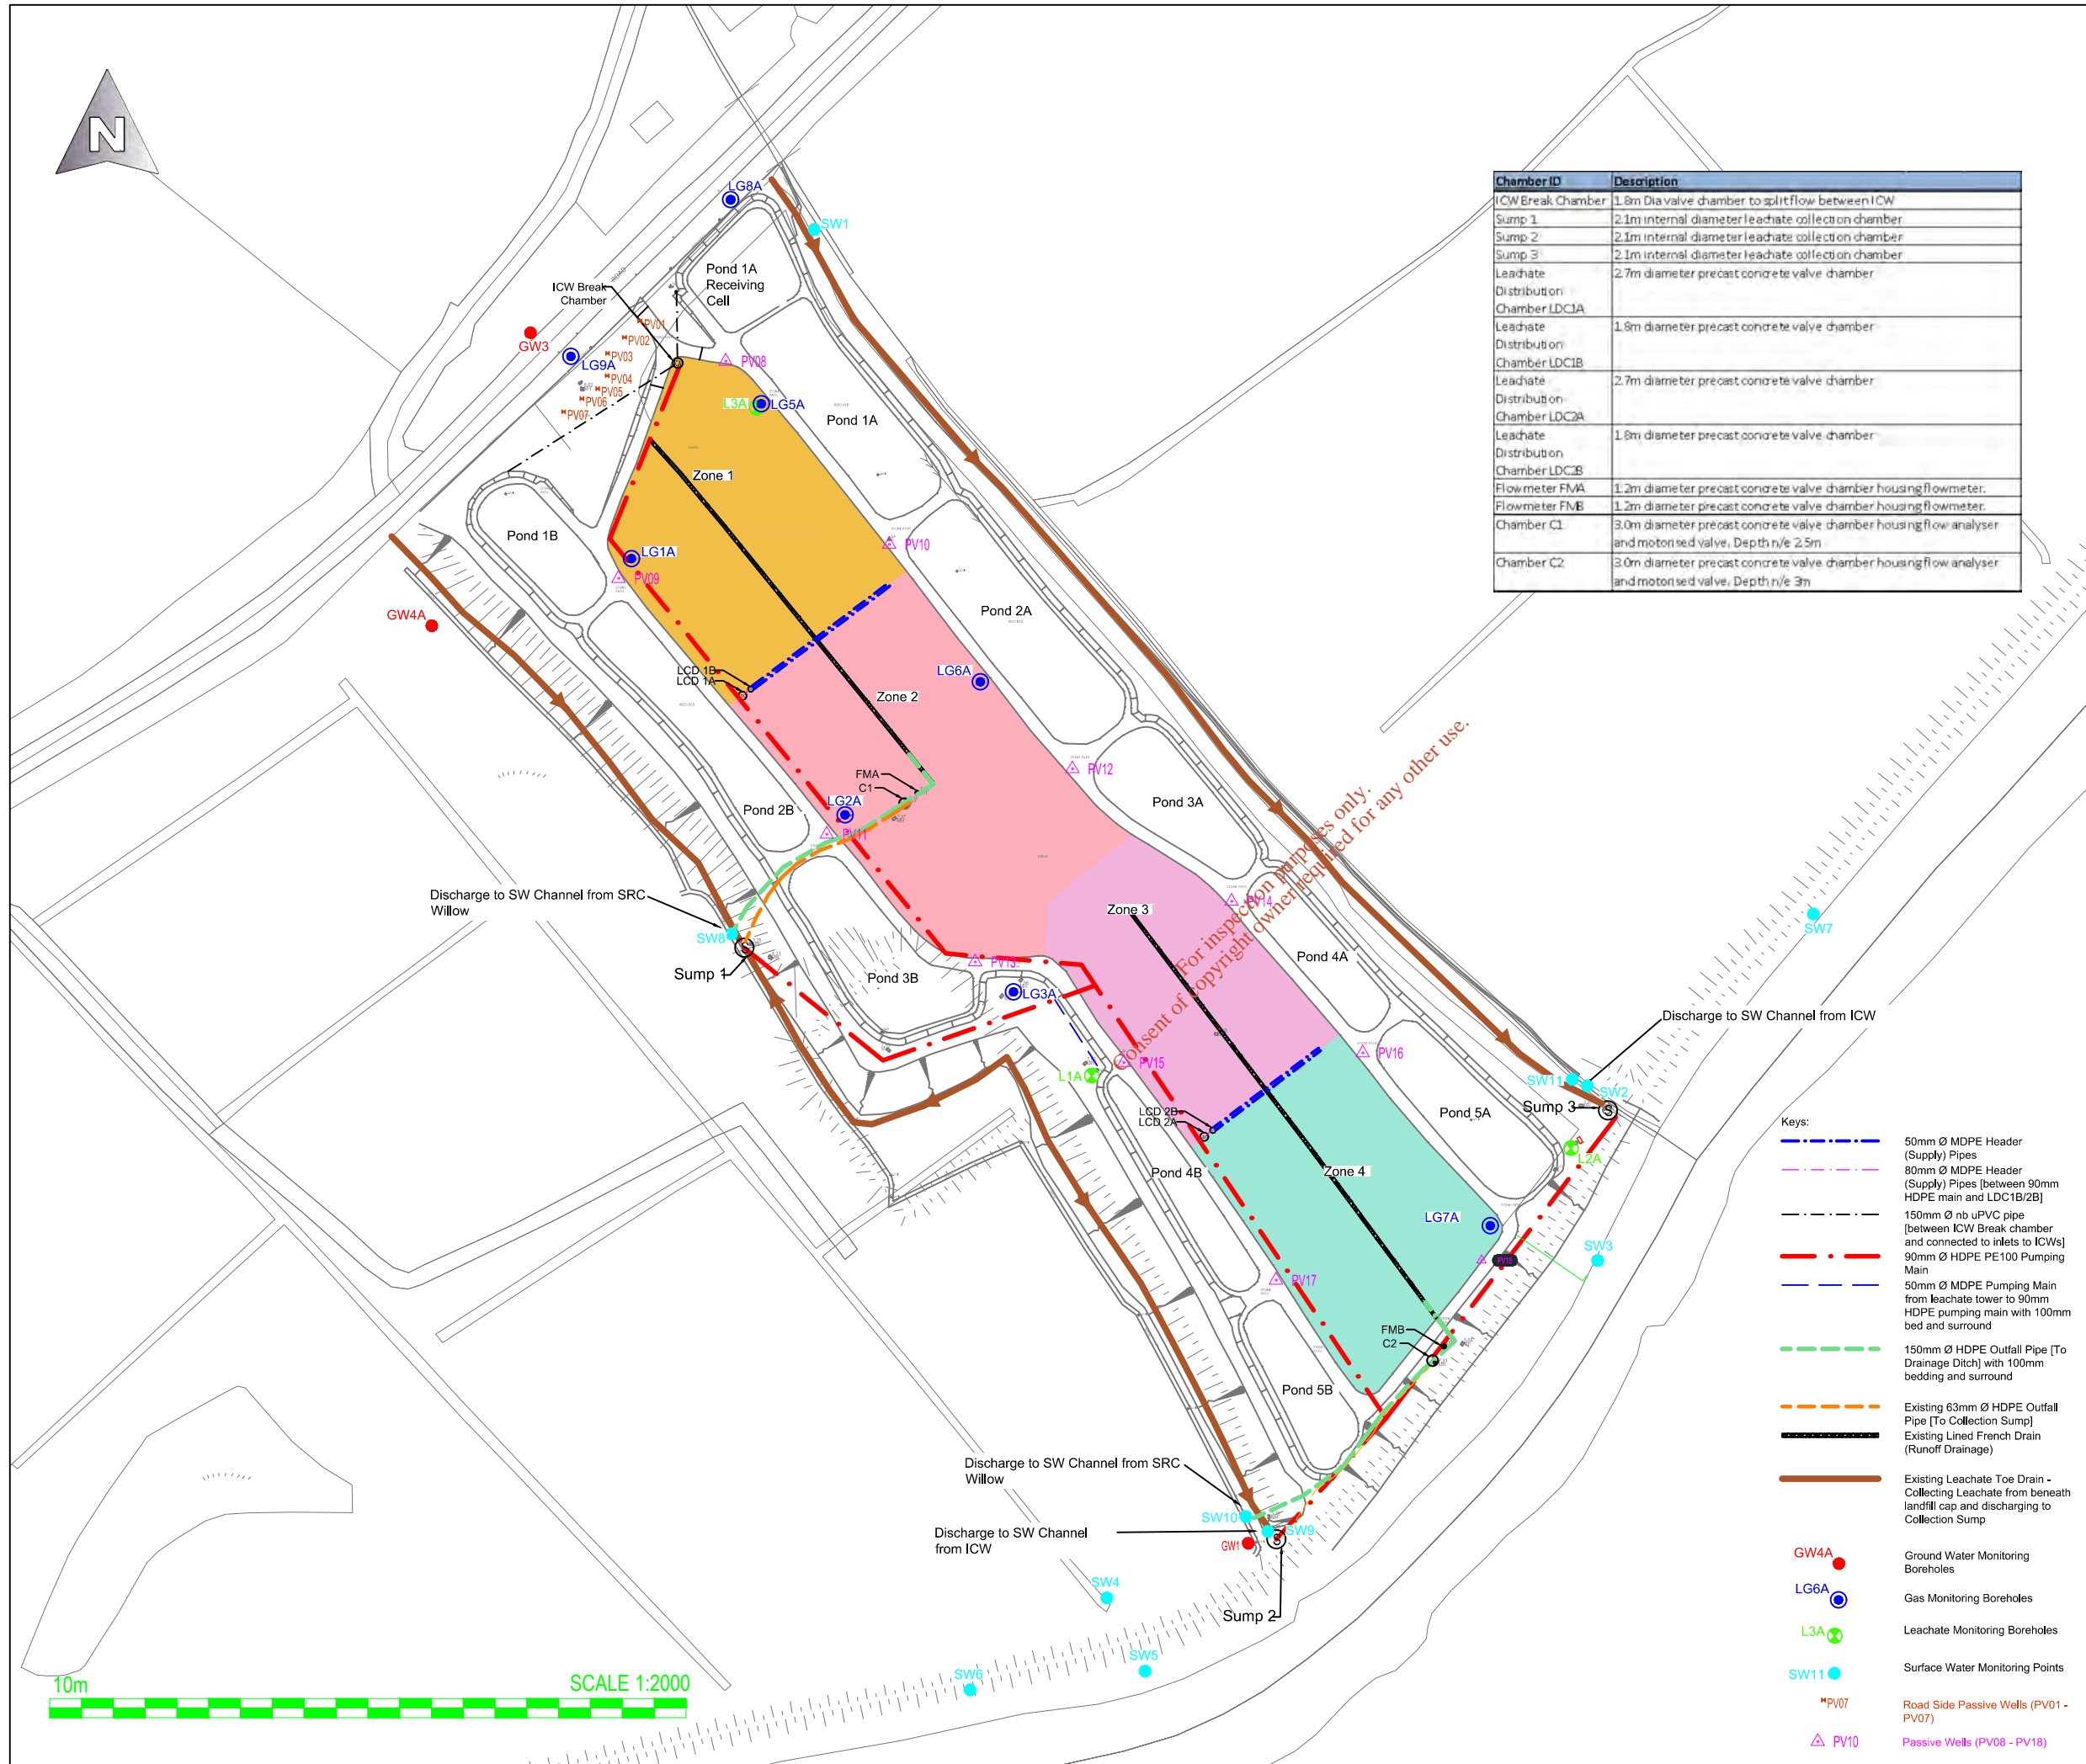 N
LG8A
SW1
Pond 1A
Receiving
Cell
ICW Break
Chamber
ROAD
GW3
LG9A
PV01
PV02
PV03
PV04
PV05
PV06
PV07
PV08
L3A
LG5A
Pond 1A
Zone 1
Pond 1B
PV10
LG1A
PV09
GW4A
Pond 2A
LCD 1B
LCD 1A
LG6A
Zone 2
PV12
FMA
C1
Pond 3A
LG2A
Pond 2B
PV11
Discharge to SW Channel from SRC
Willow
SW8
Sump 1
S
Zone 3
PV14
SW7
Pond 4A
PV13
Pond 3B
LG3A
For inspection purposes only.
Consent of copyright owner required for any other use.
Discharge to SW Channel from ICW
PV16
PV15
L1A
SW11
SW2
Sump 3
S
LCD 2B
LCD 2A
Pond 5A
L2A
Pond 4B
Zone 4
LG7A
SW3
PV17
FMB
C2
Pond 5B
Discharge to SW Channel from SRC
Willow
SW10
Discharge to SW Channel
from ICW
SW9
GW1
S
SW4
Sump 2
SW5
SW6
10m
SCALE 1:2000
Chamber ID Description
ICW Break Chamber 1.8m Dia valve chamber to split flow between ICW
Sump 1 2.1m internal diameter leachate collection chamber
Sump 2 2.1m internal diameter leachate collection chamber
Sump 3 2.1m internal diameter leachate collection chamber
Leachate 2.7m diameter precast concrete valve chamber
Distribution
Chamber LDC1A
Leachate 1.8m diameter precast concrete valve chamber
Distribution
Chamber LDC1B
Leachate 2.7m diameter precast concrete valve chamber
Distribution
Chamber LDC2A
Leachate 1.8m diameter precast concrete valve chamber
Distribution
Chamber LDC2B
Flowmeter FMA 1.2m diameter precast concrete valve chamber housing flowmeter.
Flowmeter FMB 1.2m diameter precast concrete valve chamber housing flowmeter.
Chamber C1 3.0m diameter precast concrete valve chamber housing flow analyser
and motorised valve. Depth n/e 2.5m
Chamber C2 3.0m diameter precast concrete valve chamber housing flow analyser
and motorised valve. Depth n/e 3m
Keys:
50mm Ø MDPE Header
(Supply) Pipes
80mm Ø MDPE Header
(Supply) Pipes [between 90mm
HDPE main and LDC1B/2B]
150mm Ø nb uPVC pipe
[between ICW Break chamber
and connected to inlets to ICWs]
90mm Ø HDPE PE100 Pumping
Main
50mm Ø MDPE Pumping Main
from leachate tower to 90mm
HDPE pumping main with 100mm
bed and surround
150mm Ø HDPE Outfall Pipe [To
Drainage Ditch] with 100mm
bedding and surround
Existing 63mm Ø HDPE Outfall
Pipe [To Collection Sump]
Existing Lined French Drain
(Runoff Drainage)
Existing Leachate Toe Drain -
Collecting Leachate from beneath
landfill cap and discharging to
Collection Sump
GW4A
Ground Water Monitoring
Boreholes
LG6A
Gas Monitoring Boreholes
L3A
Leachate Monitoring Boreholes
SW11
Surface Water Monitoring Points
PV07
Road Side Passive Wells (PV01 -
PV07)
PV10
Passive Wells (PV08 - PV18)